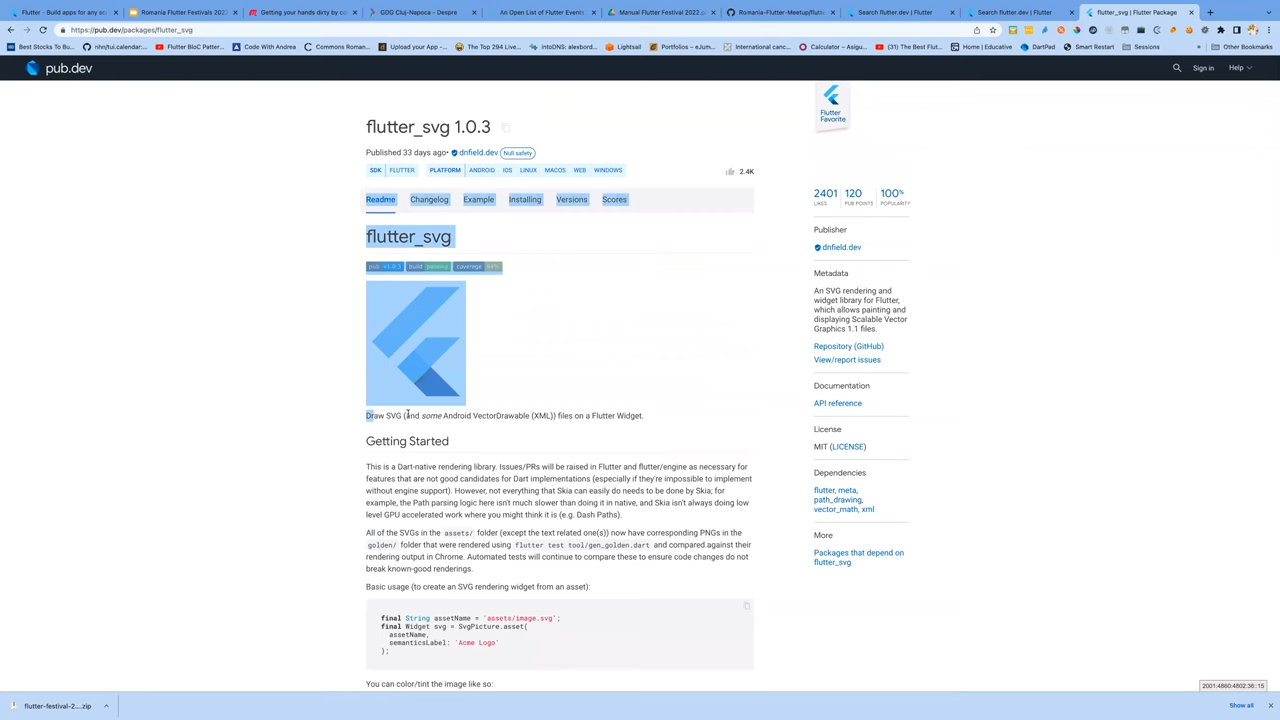 Flutter - Build apps for any sc
Romania Flutter Festivals 2022
Getting your hands dirty by co
GDG Cluj-Napoca - Despre
An Open List of Flutter Events
Manual Flutter Festival 2022.p
Romania-Flutter-Meetup/flutte
Search flutter.dev | Flutter
Search flutter.dev | Flutter
flutter_svg | Flutter Package
https://pub.dev/packages/flutter_svg
Best Stocks To Bu...
nhn/tui.calendar:...
Flutter BloC Patter...
Code With Andrea
Commons Roman...
Upload your App -...
The Top 294 Live...
intoDNS: alexbord...
Lightsail
Portfolios – eJum...
International canc...
Calculator – Asigu...
(31) The Best Flut...
Home | Educative
DartPad
Smart Restart
Sessions
»
Other Bookmarks
pub.dev
Sign in
Help
flutter_svg 1.0.3
Flutter
Favorite
Published 33 days ago • dnfield.dev Null safety
SDK FLUTTER PLATFORM ANDROID IOS LINUX MACOS WEB WINDOWS
2.4K
Readme Changelog Example Installing Versions Scores
flutter_svg
pub v1.0.3 Build passing coverage
Draw SVG (and some Android VectorDrawable (XML)) files on a Flutter Widget.
Getting Started
This is a Dart-native rendering library. Issues/PRs will be raised in Flutter and flutter/engine as necessary for
features that are not good candidates for Dart implementations (especially if they're impossible to implement
without engine support). However, not everything that Skia can easily do needs to be done by Skia; for
example, the Path parsing logic here isn't much slower than doing it in native, and Skia isn't always doing low
level GPU accelerated work where you might think it is (e.g. Dash Paths).
All of the SVGs in the assets/ folder (except the text related one(s)) now have corresponding PNGs in the
golden/ folder that were rendered using flutter test tool/gen_golden.dart and compared against their
rendering output in Chrome. Automated tests will continue to compare these to ensure code changes do not
break known-good renderings.
Basic usage (to create an SVG rendering widget from an asset):
final String assetName = 'assets/image.svg';
final Widget svg = SvgPicture.asset(
assetName,
semanticsLabel: 'Acme Logo'
);
You can color/tint the image like so:
2401 120 100%
LIKES PUB POINTS POPULARITY
Publisher
dnfield.dev
Metadata
An SVG rendering and
widget library for Flutter,
which allows painting and
displaying Scalable Vector
Graphics 1.1 files.
Repository (GitHub)
View/report issues
Documentation
API reference
License
MIT (LICENSE)
Dependencies
flutter, meta,
path_drawing,
vector_math, xml
More
Packages that depend on
flutter_svg
2001:4860:4802:36::15
flutter-festival-2....zip
Show all